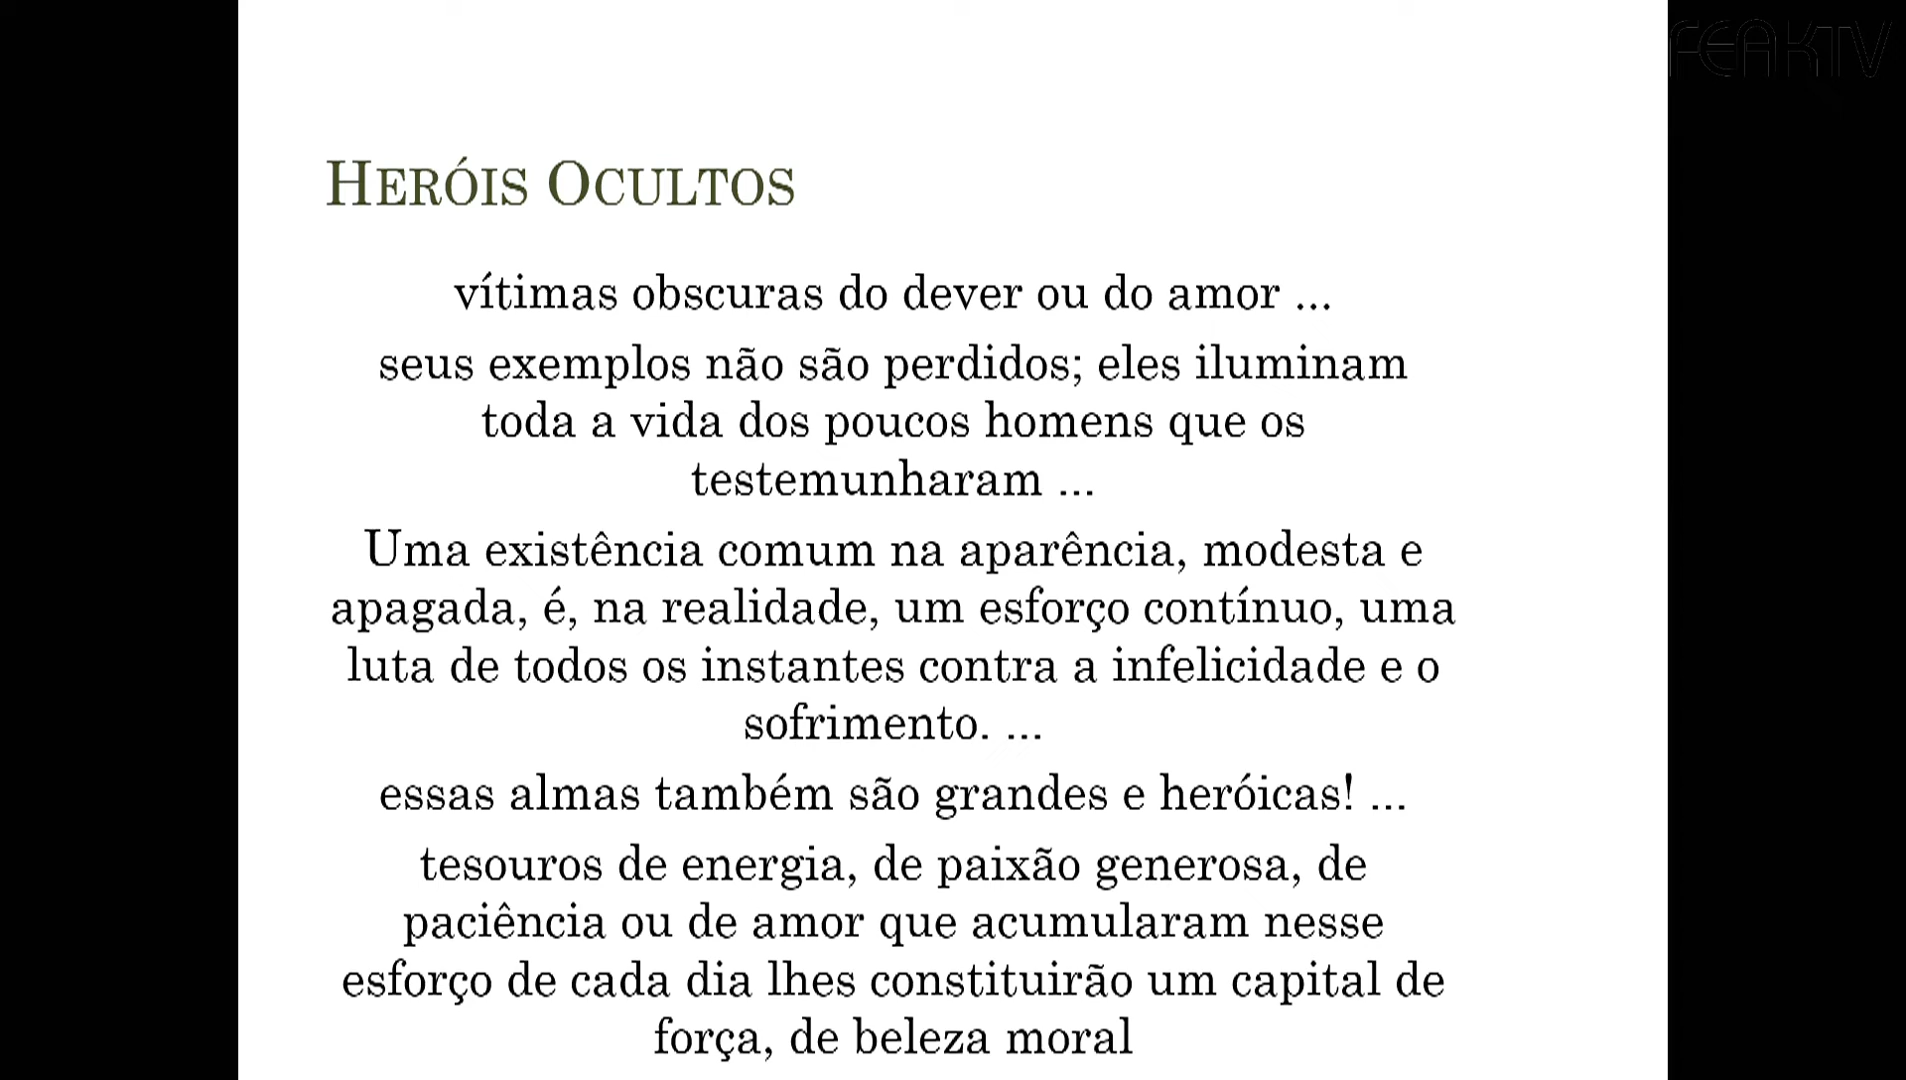 FEAKTV
HERÓIS OCULTOS
vítimas obscuras do dever ou do amor ...
seus exemplos não são perdidos; eles iluminam
toda a vida dos poucos homens que os
testemunharam ...
Uma existência comum na aparência, modesta e
apagada, é, na realidade, um esforço contínuo, uma
luta de todos os instantes contra a infelicidade e o
sofrimento. ...
essas almas também são grandes e heróicas! ...
tesouros de energia, de paixão generosa, de
paciência ou de amor que acumularam nesse
esforço de cada dia lhes constituirão um capital de
força, de beleza moral